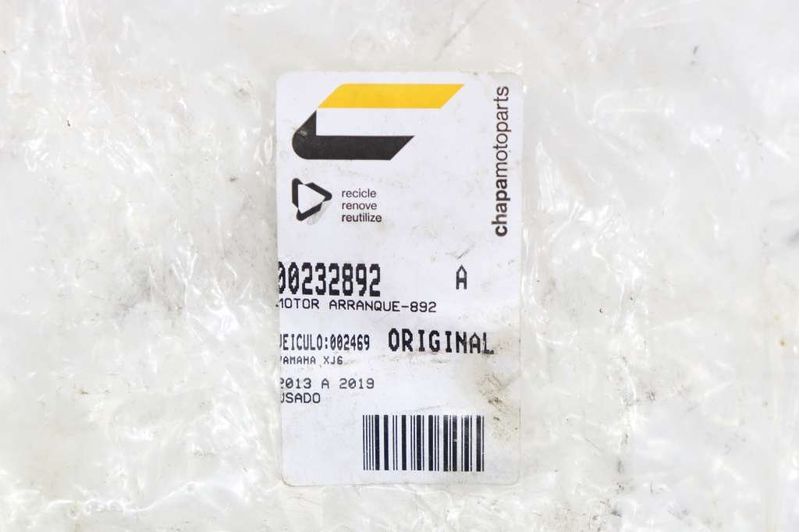 chapamotoparts
recicle
renove
reutilize
00232892 A
MOTOR ARRANQUE-892
VEICULO:002469 ORIGINAL
YAMAHA XJ6
2013 A 2019
USADO